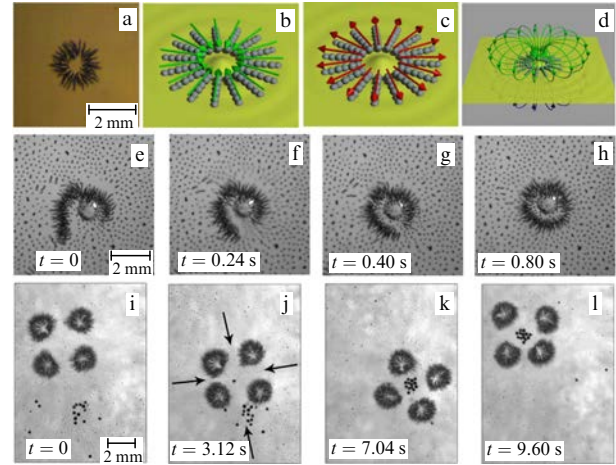 a
b
c
d
2 mm
e
f
g
h
t = 0
2 mm
t = 0.24 s
t = 0.40 s
t = 0.80 s
i
j
k
l
t = 0
2 mm
t = 3.12 s
t = 7.04 s
t = 9.60 s